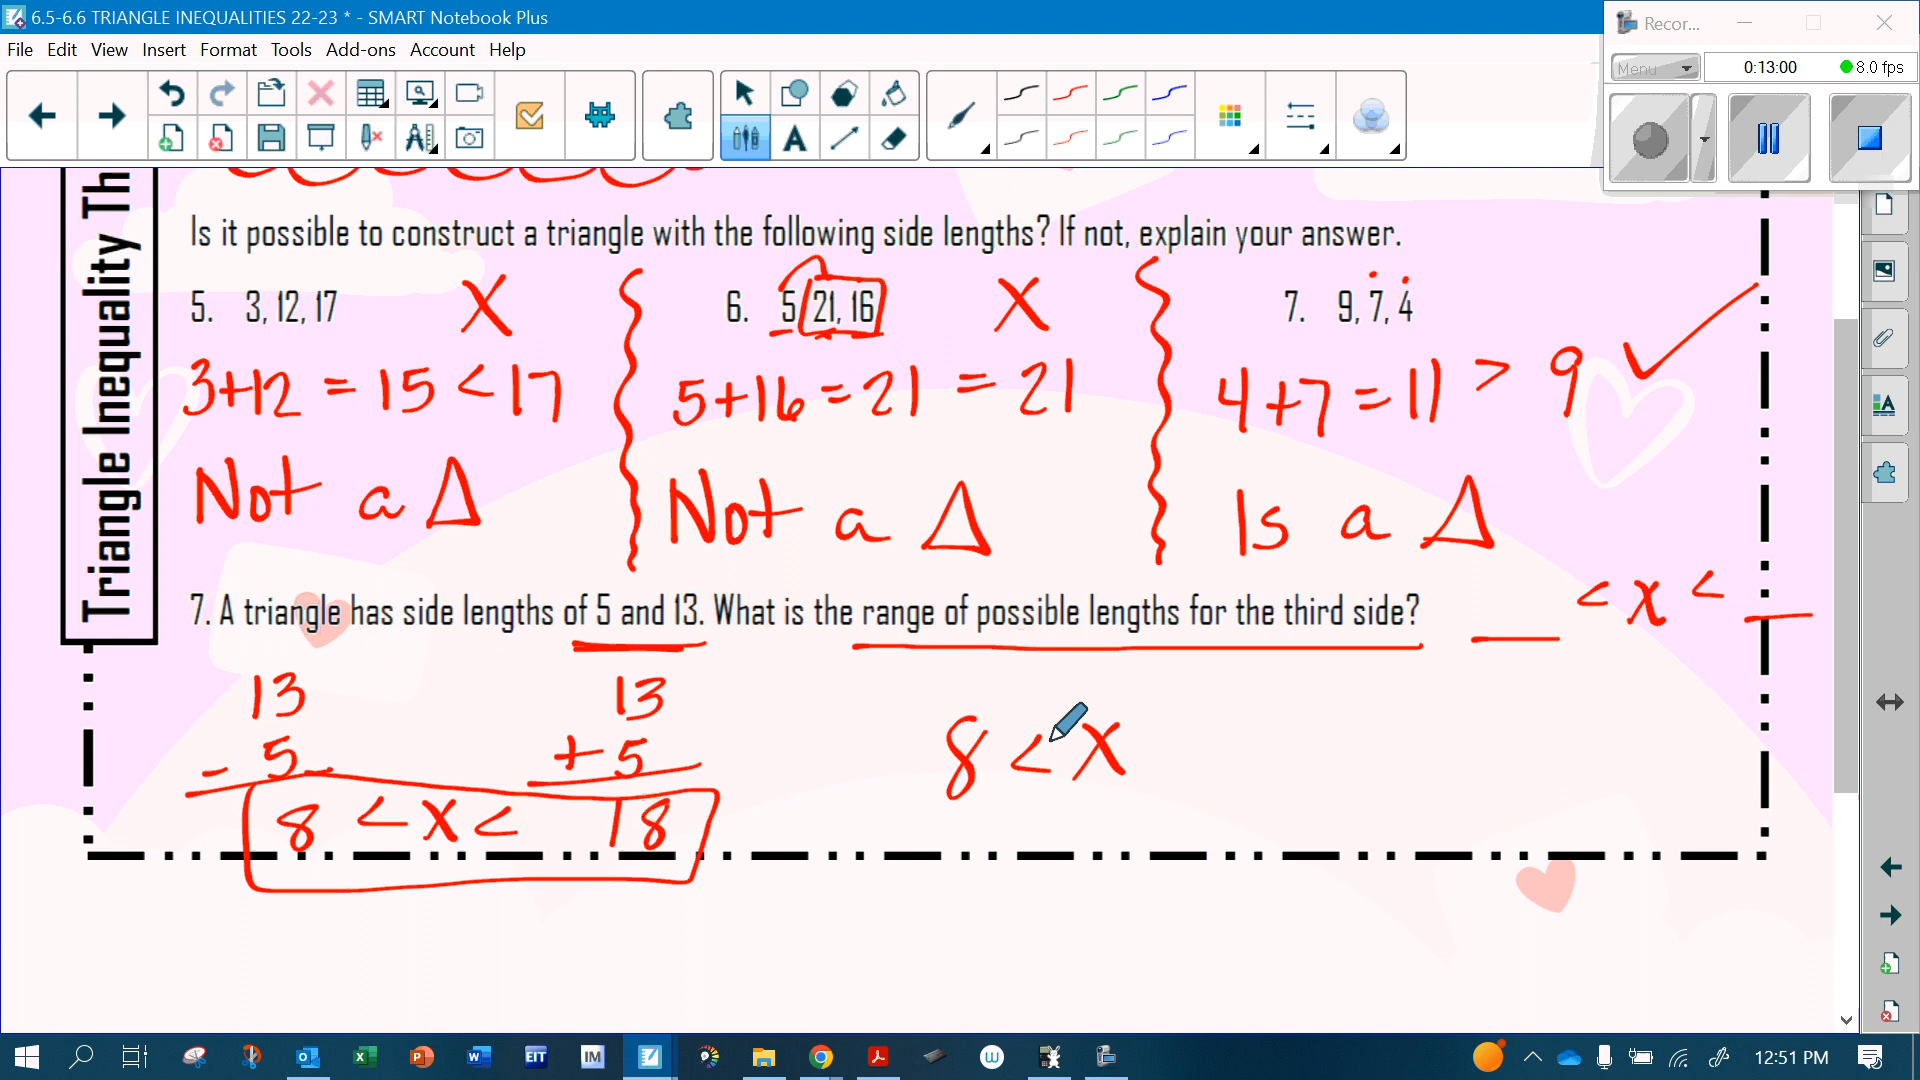 6.5-6.6 TRIANGLE INEQUALITIES 22-23 * - SMART Notebook Plus
Recor...
File Edit View Insert Format Tools Add-ons Account Help
Menu
0:13:00
8.0 fps
Triangle Inequality Th
Is it possible to construct a triangle with the following side lengths? If not, explain your answer.
5. 3, 12, 17 X
6. 5, 21, 16 X
7. 9, 7, 4 ✓
3+12 = 15 < 17
5+16 = 21 = 21
4+7 = 11 > 9
Not a Δ
Not a Δ
Is a Δ
7. A triangle has side lengths of 5 and 13. What is the range of possible lengths for the third side? __ < x < __
13
- 5
13
+ 5
8 < x < 18
8 < x
EIT
IM
12:51 PM